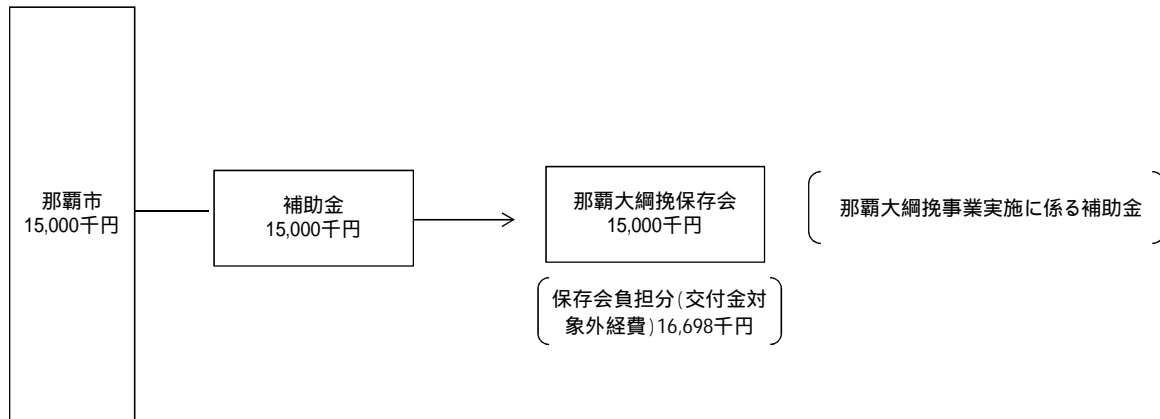 那覇市
15,000千円
補助金
15,000千円
那覇大綱挽保存会
15,000千円
那覇大綱挽事業実施に係る補助金
保存会負担分(交付金対
象外経費)16,698千円